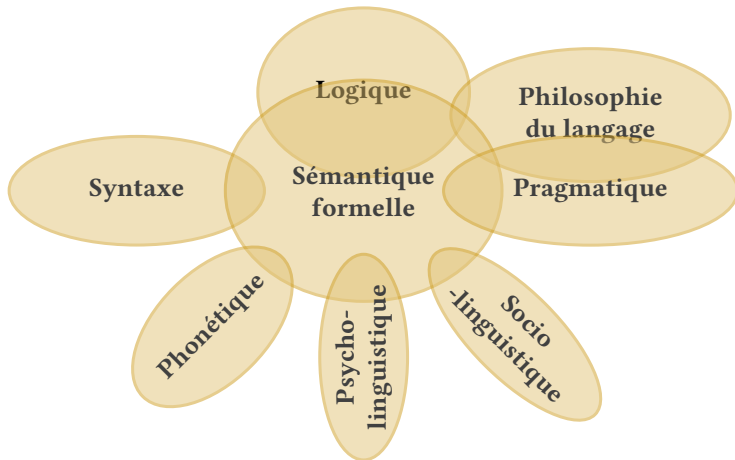 Logique
Philosophie
du langage
Syntaxe
Sémantique
formelle
Pragmatique
Phonétique
Psycho-
linguistique
Socio
-linguistique